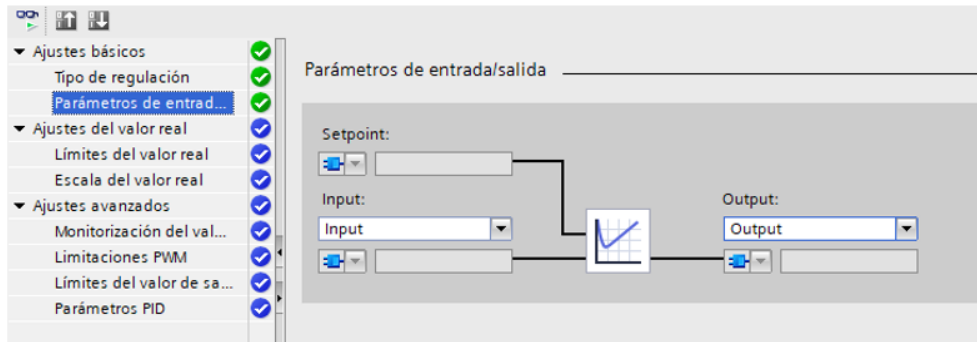 Ajustes básicos
Tipo de regulación
Parámetros de entrad...
Ajustes del valor real
Límites del valor real
Escala del valor real
Ajustes avanzados
Monitorización del val...
Limitaciones PWM
Límites del valor de sa...
Parámetros PID
Parámetros de entrada/salida
Setpoint:
Input:
Input
Output:
Output